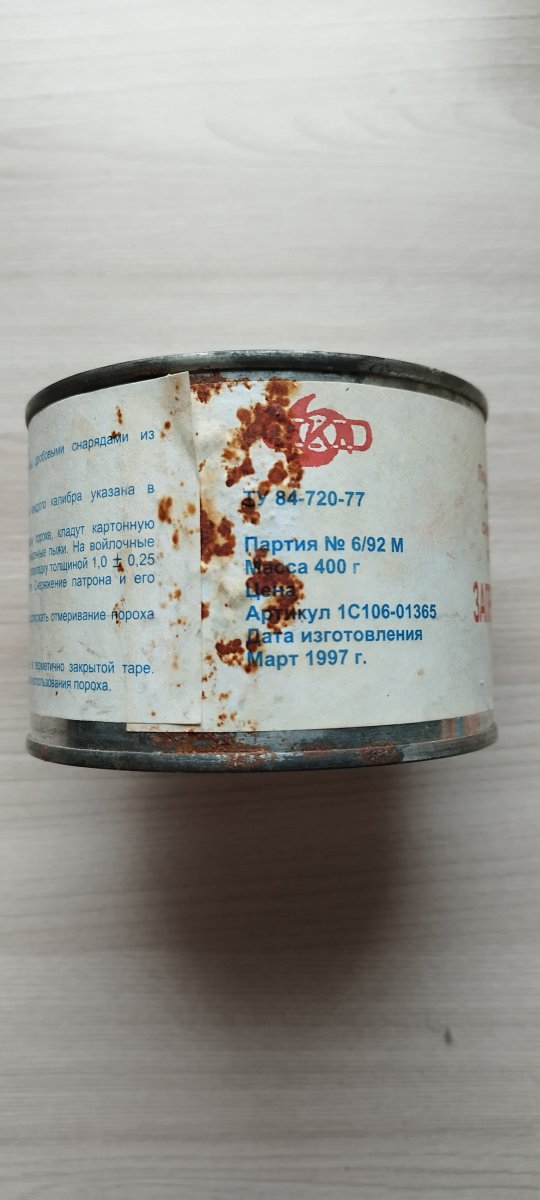 дробовыми снарядами из
калибра указана в
пороха, кладут картонную
пыжи. На войлочные
прокладку толщиной 1,0 ± 0,25
Снаряжение патрона и его
отмеривание пороха
в герметично закрытой таре.
использования пороха.
ТУ 84-720-77
Партия № 6/92 М
Масса 400 г
Цена
Артикул 1С106-01365
Дата изготовления
Март 1997 г.